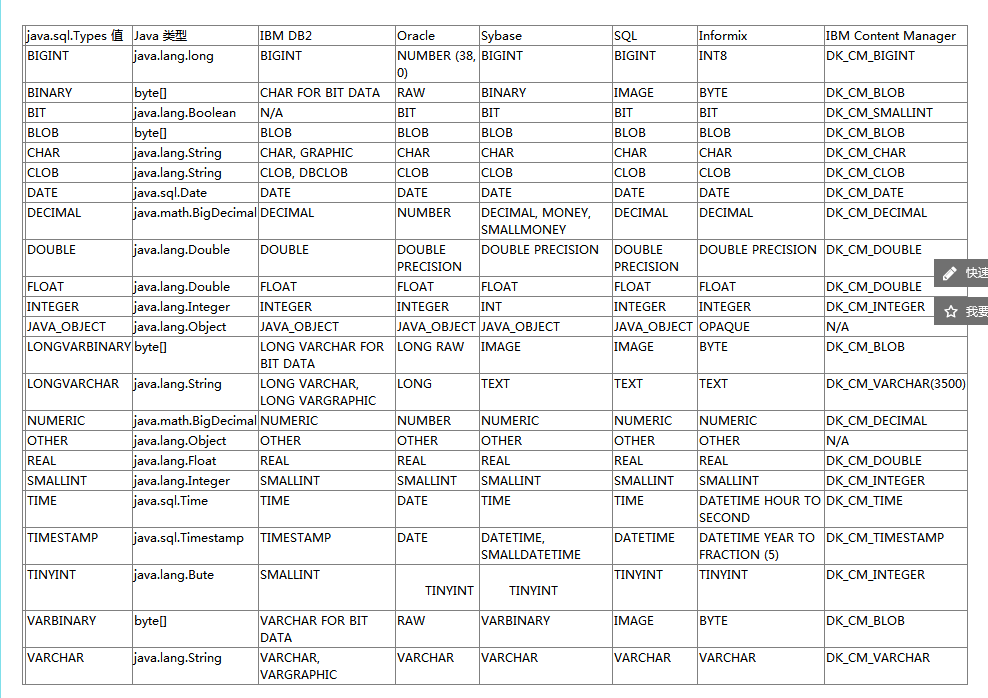 java.sql.Types 值 Java 类型 IBM DB2 Oracle Sybase SQL Informix IBM Content Manager
BIGINT java.lang.long BIGINT NUMBER (38, 0) BIGINT BIGINT INT8 DK_CM_BIGINT
BINARY byte[] CHAR FOR BIT DATA RAW BINARY IMAGE BYTE DK_CM_BLOB
BIT java.lang.Boolean N/A BIT BIT BIT BIT DK_CM_SMALLINT
BLOB byte[] BLOB BLOB BLOB BLOB BLOB DK_CM_BLOB
CHAR java.lang.String CHAR, GRAPHIC CHAR CHAR CHAR CHAR DK_CM_CHAR
CLOB java.lang.String CLOB, DBCLOB CLOB CLOB CLOB CLOB DK_CM_CLOB
DATE java.sql.Date DATE DATE DATE DATE DATE DK_CM_DATE
DECIMAL java.math.BigDecimal DECIMAL NUMBER DECIMAL, MONEY, SMALLMONEY DECIMAL DECIMAL DK_CM_DECIMAL
DOUBLE java.lang.Double DOUBLE DOUBLE PRECISION DOUBLE PRECISION DOUBLE PRECISION DOUBLE PRECISION DK_CM_DOUBLE
快速
FLOAT java.lang.Double FLOAT FLOAT FLOAT FLOAT FLOAT DK_CM_DOUBLE
INTEGER java.lang.Integer INTEGER INTEGER INT INTEGER INTEGER DK_CM_INTEGER
我要
JAVA_OBJECT java.lang.Object JAVA_OBJECT JAVA_OBJECT JAVA_OBJECT JAVA_OBJECT OPAQUE N/A
LONGVARBINARY byte[] LONG VARCHAR FOR BIT DATA LONG RAW IMAGE IMAGE BYTE DK_CM_BLOB
LONGVARCHAR java.lang.String LONG VARCHAR, LONG VARGRAPHIC LONG TEXT TEXT TEXT DK_CM_VARCHAR(3500)
NUMERIC java.math.BigDecimal NUMERIC NUMBER NUMERIC NUMERIC NUMERIC DK_CM_DECIMAL
OTHER java.lang.Object OTHER OTHER OTHER OTHER OTHER N/A
REAL java.lang.Float REAL REAL REAL REAL REAL DK_CM_DOUBLE
SMALLINT java.lang.Integer SMALLINT SMALLINT SMALLINT SMALLINT SMALLINT DK_CM_INTEGER
TIME java.sql.Time TIME DATE TIME TIME DATETIME HOUR TO SECOND DK_CM_TIME
TIMESTAMP java.sql.Timestamp TIMESTAMP DATE DATETIME, SMALLDATETIME DATETIME DATETIME YEAR TO FRACTION (5) DK_CM_TIMESTAMP
TINYINT java.lang.Bute SMALLINT TINYINT TINYINT TINYINT TINYINT DK_CM_INTEGER
VARBINARY byte[] VARCHAR FOR BIT DATA RAW VARBINARY IMAGE BYTE DK_CM_BLOB
VARCHAR java.lang.String VARCHAR, VARGRAPHIC VARCHAR VARCHAR VARCHAR VARCHAR DK_CM_VARCHAR